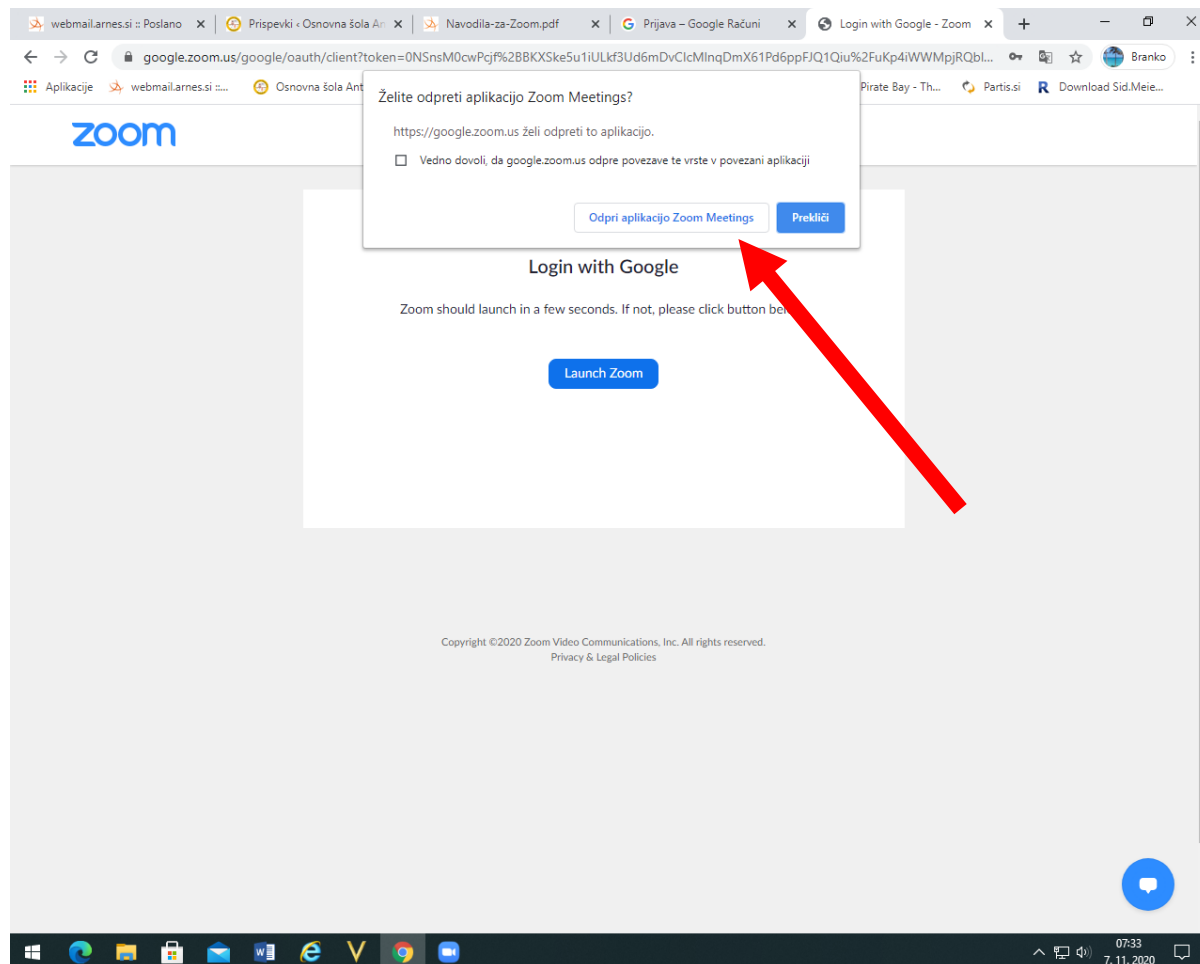 webmail.arnes.si :: Poslano
Prispevki ‹ Osnovna šola An
Navodila-za-Zoom.pdf
Prijava – Google Računi
Login with Google - Zoom
google.zoom.us/google/oauth/client?token=0NSnsM0cwPcjf%2BBKXSke5u1iULkf3Ud6mDvClcMlnqDmX61Pd6ppFJQ1Qiu%2FuKp4iWWMpjRQbl...
Branko
Aplikacije
webmail.arnes.si ::...
Osnovna šola Ant
Pirate Bay - Th...
Partis.si
Download Sid.Meie...
zoom
Želite odpreti aplikacijo Zoom Meetings?
https://google.zoom.us želi odpreti to aplikacijo.
Vedno dovoli, da google.zoom.us odpre povezave te vrste v povezani aplikaciji
Odpri aplikacijo Zoom Meetings
Prekliči
Login with Google
Zoom should launch in a few seconds. If not, please click button
Launch Zoom
Copyright ©2020 Zoom Video Communications, Inc. All rights reserved.
Privacy & Legal Policies
07:33
7. 11. 2020